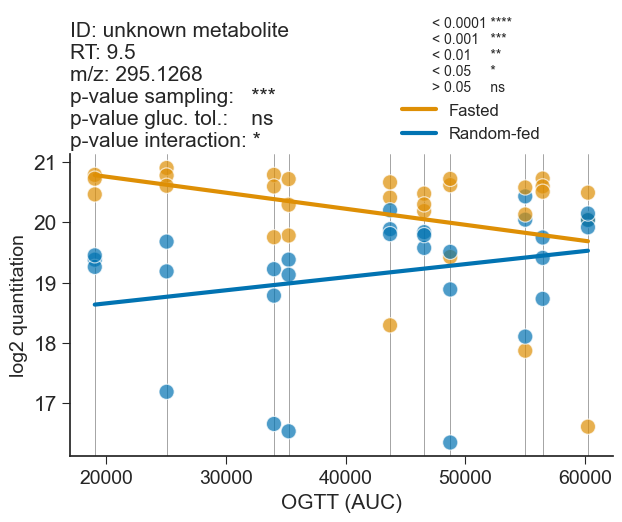 ID: unknown metabolite
RT: 9.5
m/z: 295.1268
p-value sampling: ***
p-value gluc. tol.: ns
p-value interaction: *
< 0.0001 ****
< 0.001 ***
< 0.01 **
< 0.05 *
> 0.05 ns
Fasted
Random-fed
21
20
19
18
17
log2 quantitation
20000 30000 40000 50000 60000
OGTT (AUC)